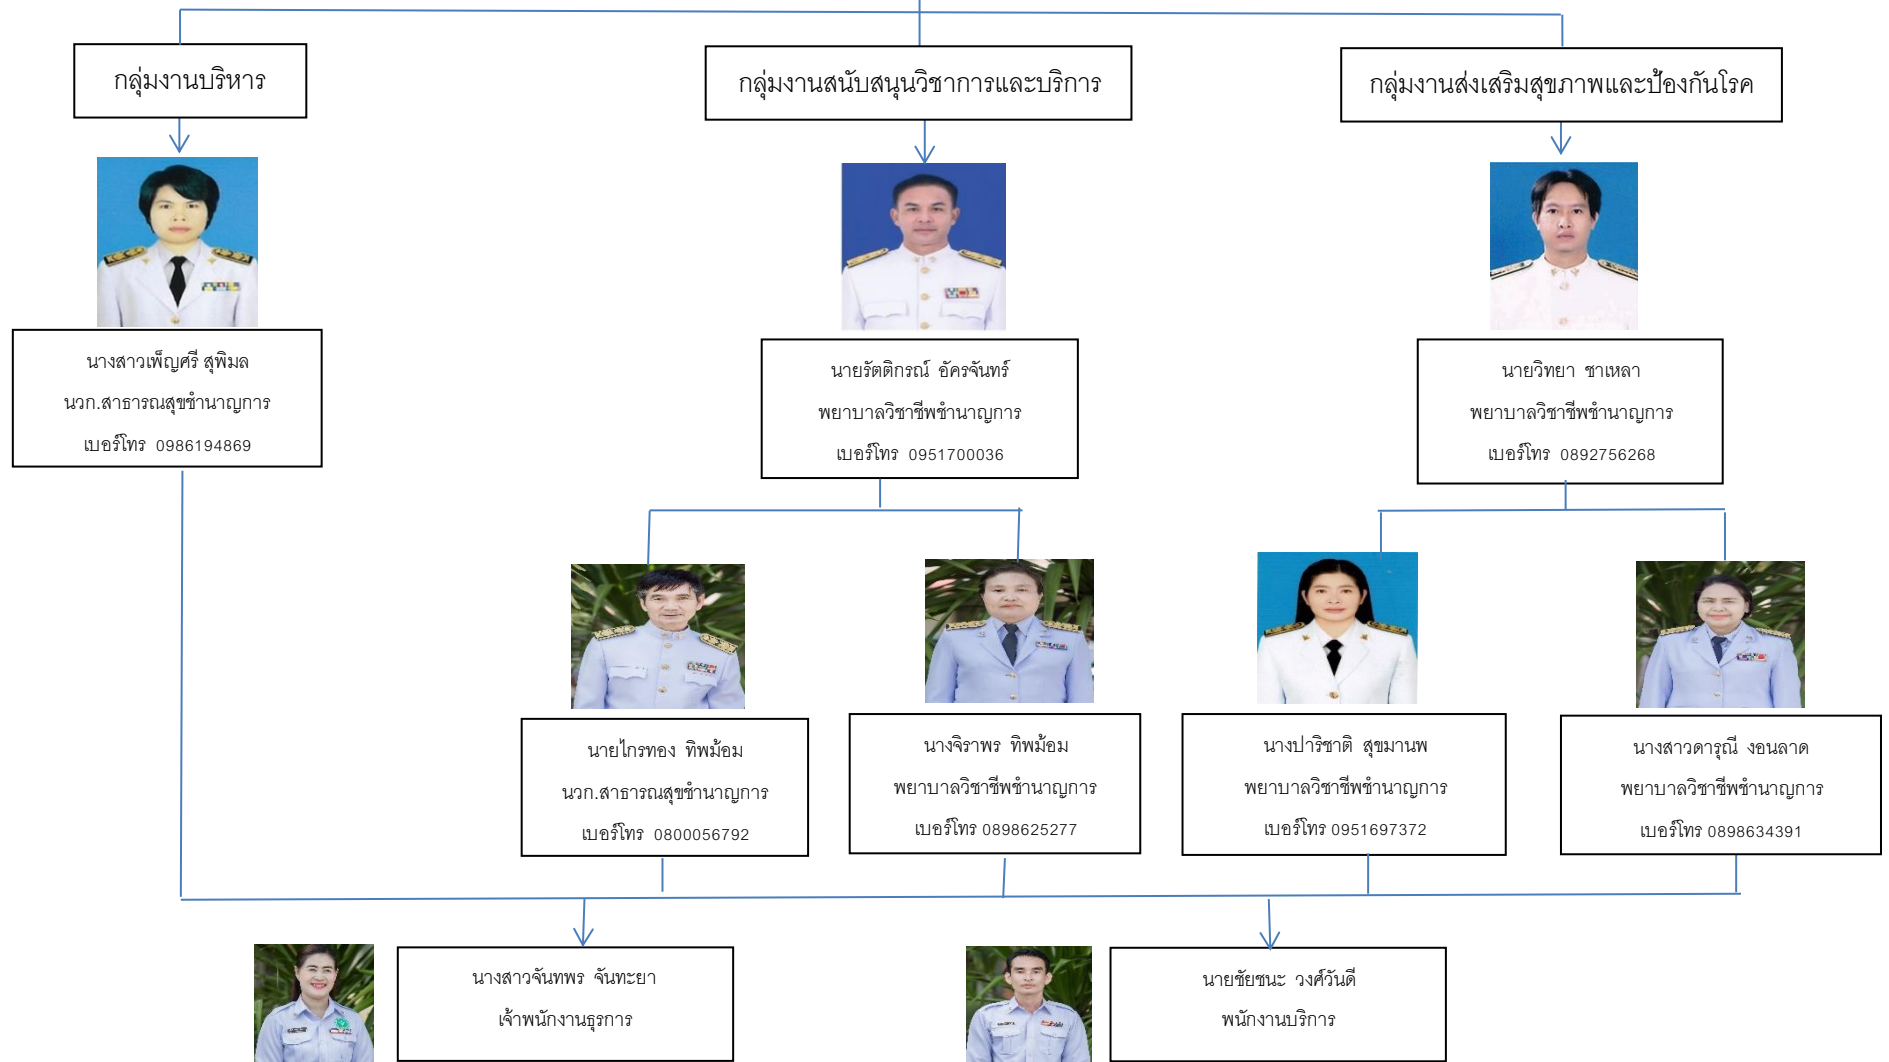 กลุ่มงานบริหาร
กลุ่มงานสนับสนุนวิชาการและบริการ
กลุ่มงานส่งเสริมสุขภาพและป้องกันโรค
นางสาวเพ็ญศรี สุพิมล
นวก.สาธารณสุขชำนาญการ
เบอร์โทร 0986194869
นายรัตติกรณ์ อัครจันทร์
พยาบาลวิชาชีพชำนาญการ
เบอร์โทร 0951700036
นายวิทยา ชาเหลา
พยาบาลวิชาชีพชำนาญการ
เบอร์โทร 0892756268
นายไกรทอง ทิพม้อม
นวก.สาธารณสุขชำนาญการ
เบอร์โทร 0800056792
นางจิราพร ทิพม้อม
พยาบาลวิชาชีพชำนาญการ
เบอร์โทร 0898625277
นางปาริชาติ สุขมานพ
พยาบาลวิชาชีพชำนาญการ
เบอร์โทร 0951697372
นางสาวดารุณี งอนลาด
พยาบาลวิชาชีพชำนาญการ
เบอร์โทร 0898634391
นางสาวจันทพร จันทะยา
เจ้าพนักงานธุรการ
นายชัยชนะ วงศ์วันดี
พนักงานบริการ